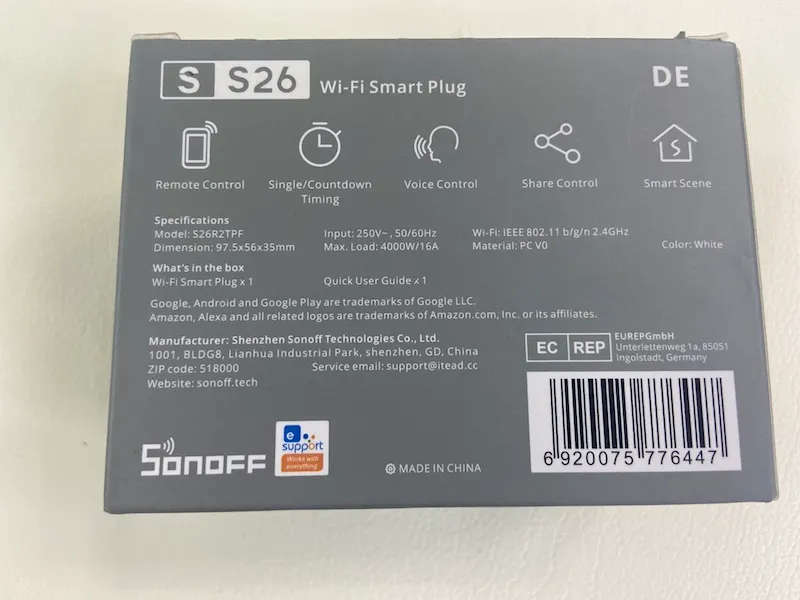 S S26 Wi-Fi Smart Plug DE
Remote Control
Single/Countdown
Timing
Voice Control
Share Control
Smart Scene
Specifications
Model: S26R2TPF Input: 250V~, 50/60Hz Wi-Fi: IEEE 802.11 b/g/n 2.4GHz
Dimension: 97.5x56x35mm Max. Load: 4000W/16A Material: PC V0 Color: White
What's in the box
Wi-Fi Smart Plug x 1 Quick User Guide x 1
Google, Android and Google Play are trademarks of Google LLC.
Amazon, Alexa and all related logos are trademarks of Amazon.com, Inc. or its affiliates.
Manufacturer: Shenzhen Sonoff Technologies Co., Ltd.
1001, BLDG8, Lianhua Industrial Park, shenzhen, GD, China
ZIP code: 518000 Service email: support@itead.cc
Website: sonoff.tech
EC REP
EUREPGmbH
Unterlettenweg 1a, 85051
Ingolstadt, Germany
SONOFF
e
support
Works with
everything
MADE IN CHINA
6 920075 776447